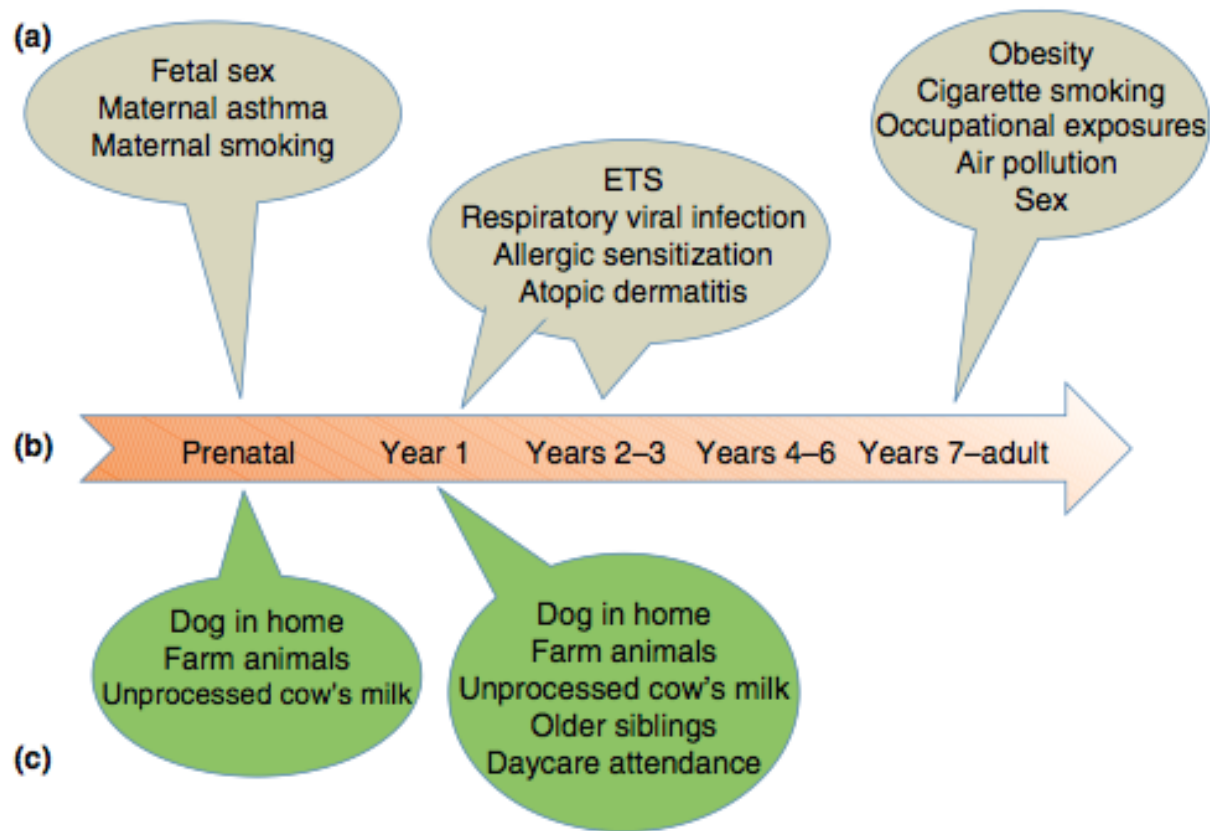 (a)
Fetal sex
Maternal asthma
Maternal smoking
ETS
Respiratory viral infection
Allergic sensitization
Atopic dermatitis
Obesity
Cigarette smoking
Occupational exposures
Air pollution
Sex
(b)
Prenatal
Year 1
Years 2–3
Years 4–6
Years 7–adult
(c)
Dog in home
Farm animals
Unprocessed cow's milk
Dog in home
Farm animals
Unprocessed cow's milk
Older siblings
Daycare attendance